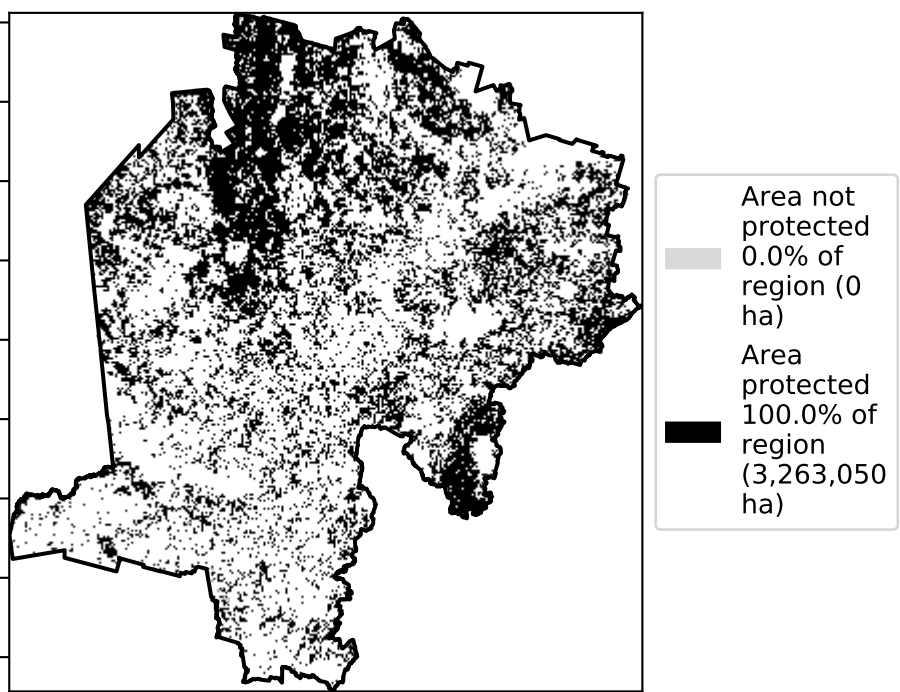 Area not
protected
0.0% of
region (0
ha)
Area
protected
100.0% of
region
(3,263,050
ha)